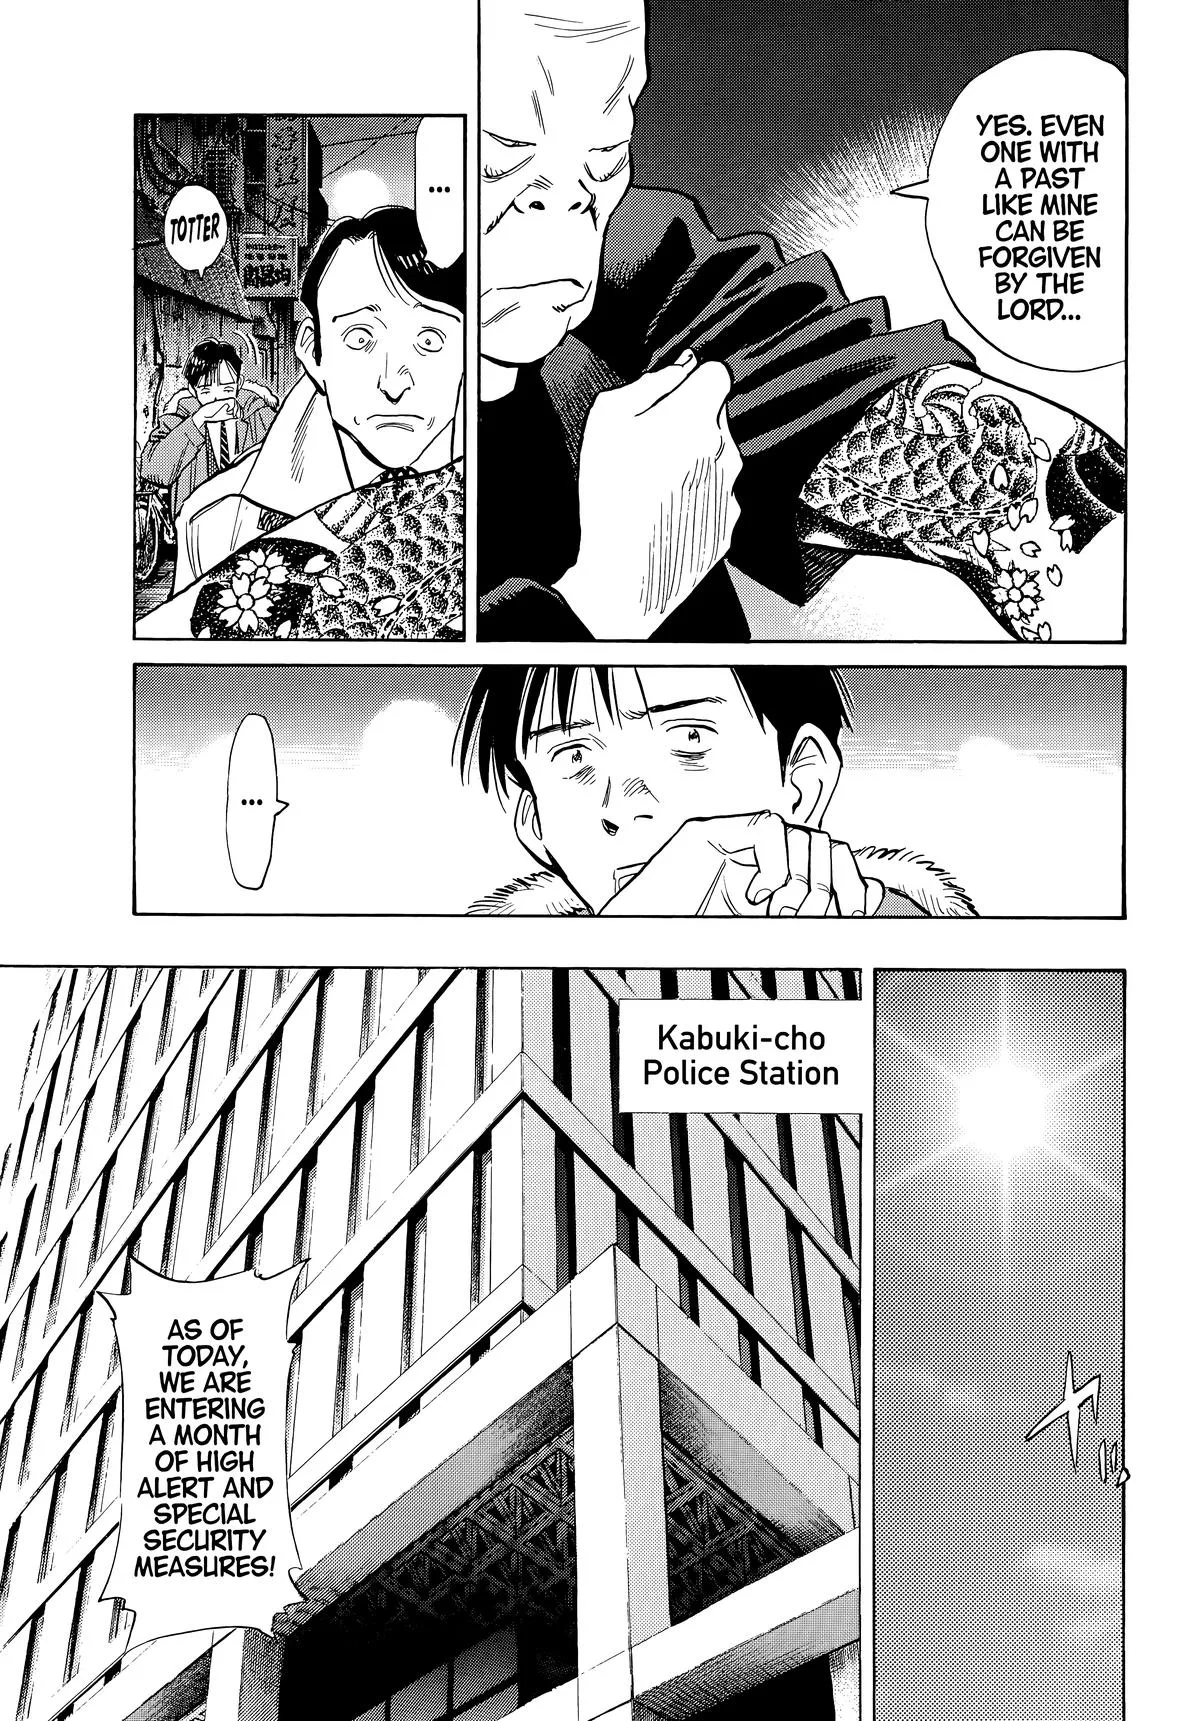 YES. EVEN
ONE WITH
A PAST
LIKE MINE
CAN BE
FORGIVEN
BY THE
LORD...
...
TOTTER
...
Kabuki-cho
Police Station
AS OF
TODAY,
WE ARE
ENTERING
A MONTH
OF HIGH
ALERT AND
SPECIAL
SECURITY
MEASURES!